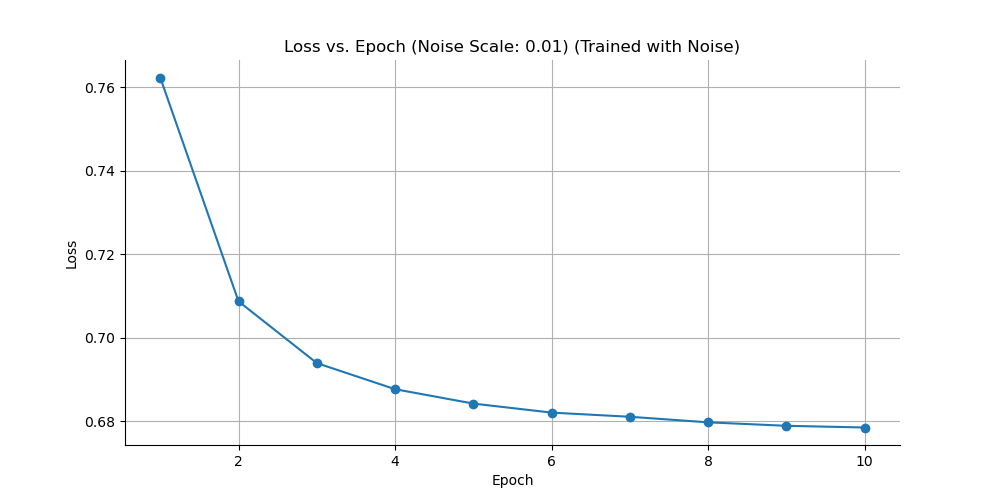 Loss vs. Epoch (Noise Scale: 0.01) (Trained with Noise)
0.76
0.74
0.72
0.70
0.68
Loss
2 4 6 8 10
Epoch